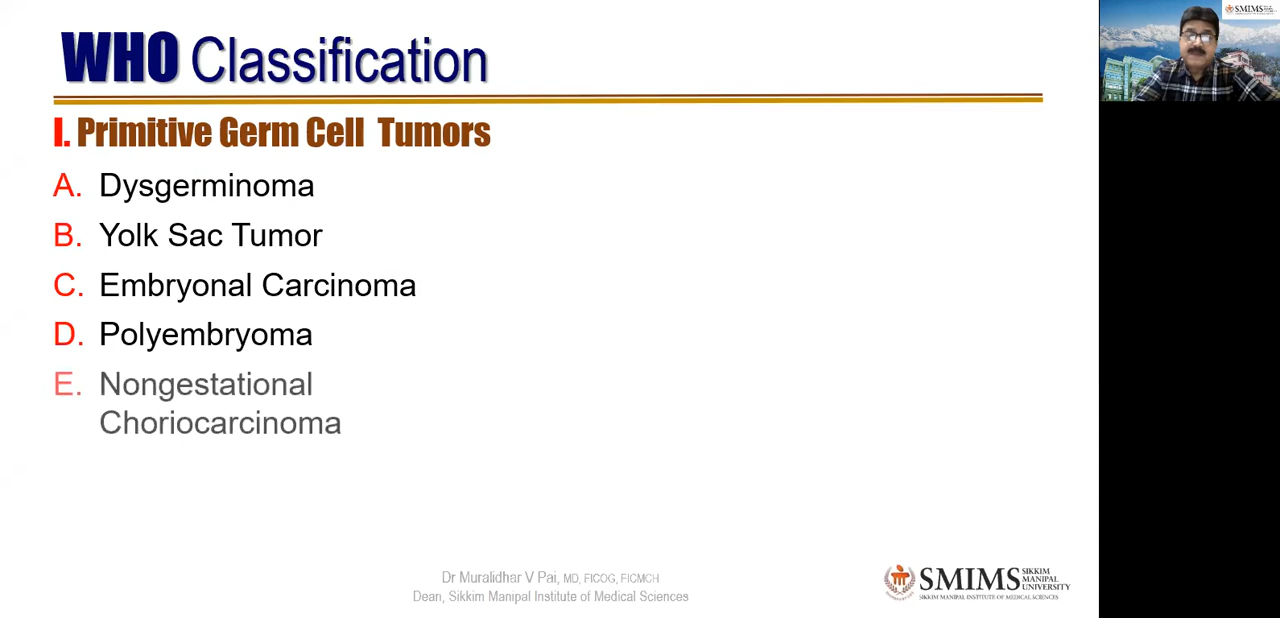 WHO Classification
I. Primitive Germ Cell Tumors
A. Dysgerminoma
B. Yolk Sac Tumor
C. Embryonal Carcinoma
D. Polyembryoma
E. Nongestational
Choriocarcinoma
Dr Muralidhar V Pai, MD, FICOG, FICMCH
Dean, Sikkim Manipal Institute of Medical Sciences
SMIMS SIKKIM MANIPAL UNIVERSITY
SIKKIM MANIPAL INSTITUTE OF MEDICAL SCIENCES
SMIMS